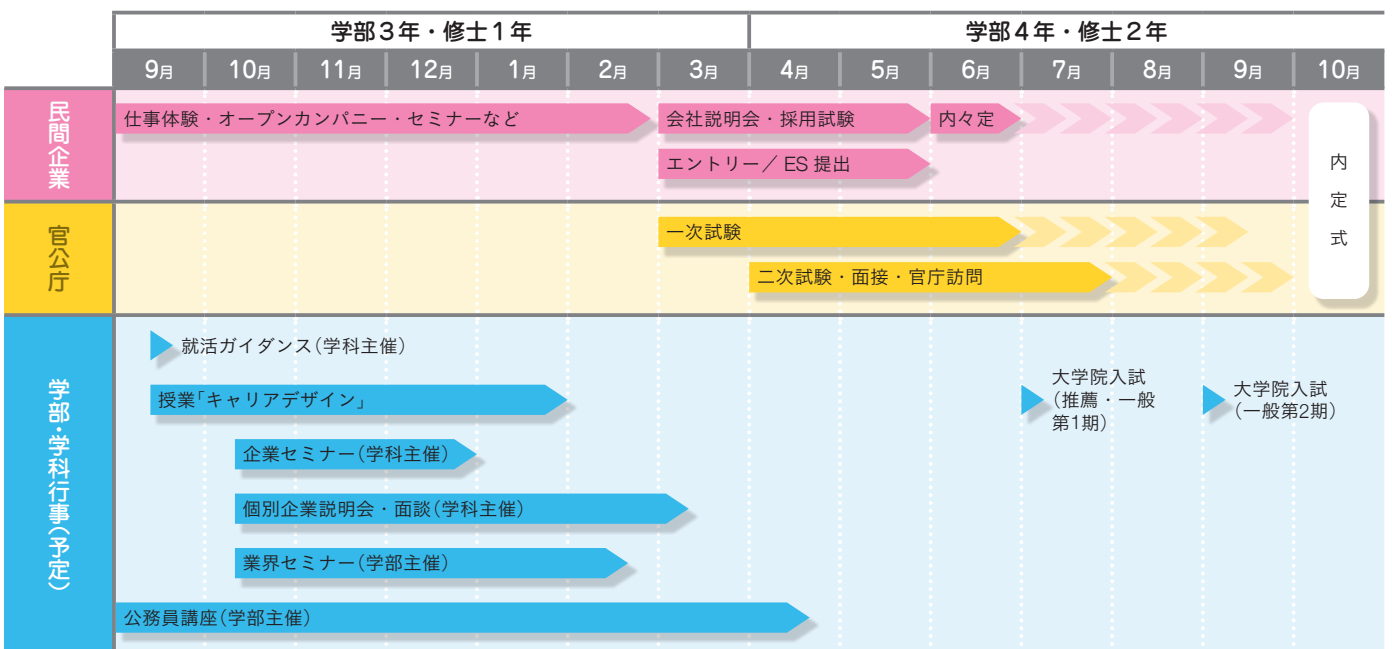 学部3年・修士1年
学部4年・修士2年
9月 10月 11月 12月 1月 2月 3月 4月 5月 6月 7月 8月 9月 10月
民間企業
仕事体験・オープンカンパニー・セミナーなど
会社説明会・採用試験
内々定
エントリー／ES 提出
内定式
官公庁
一次試験
二次試験・面接・官庁訪問
学部・学科行事（予定）
就活ガイダンス（学科主催）
授業「キャリアデザイン」
大学院入試
（推薦・一般
第1期）
大学院入試
（一般第2期）
企業セミナー（学科主催）
個別企業説明会・面談（学科主催）
業界セミナー（学部主催）
公務員講座（学部主催）